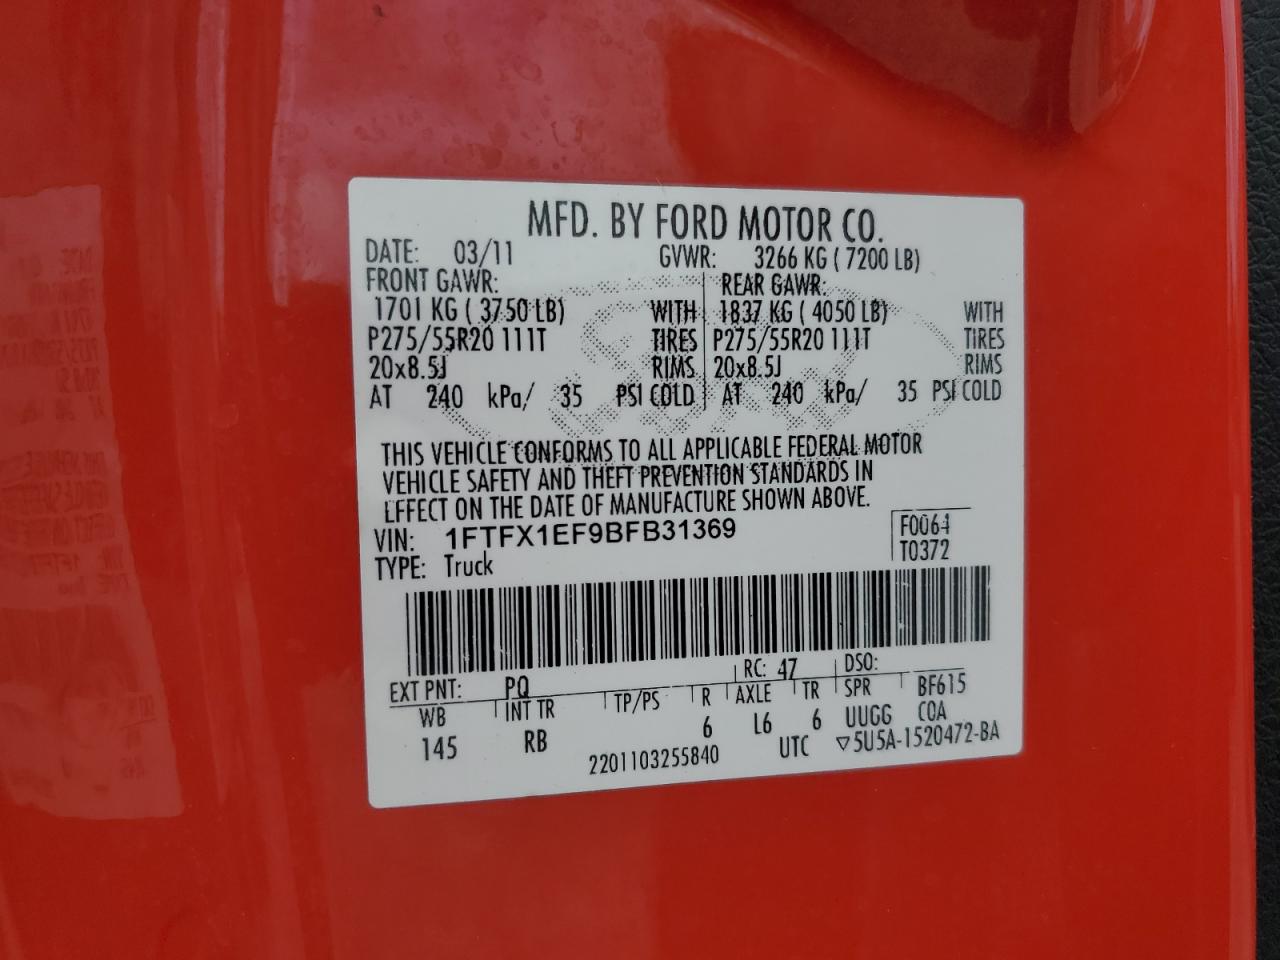 MFD. BY FORD MOTOR CO.
DATE: 03/11 GVWR: 3266 KG ( 7200 LB)
FRONT GAWR: REAR GAWR:
1701 KG ( 3750 LB) WITH 1837 KG ( 4050 LB) WITH
P275/55R20 111T TIRES P275/55R20 111T TIRES
20x8.5J RIMS 20x8.5J RIMS
AT 240 kPa/ 35 PSI COLD AT 240 kPa/ 35 PSI COLD
THIS VEHICLE CONFORMS TO ALL APPLICABLE FEDERAL MOTOR
VEHICLE SAFETY AND THEFT PREVENTION STANDARDS IN
EFFECT ON THE DATE OF MANUFACTURE SHOWN ABOVE.
VIN: 1FTFX1EF9BFB31369 F0064
TYPE: Truck T0372
EXT PNT: PQ RC: 47 DSO:
WB INT TR TP/PS R AXLE TR SPR BF615
145 RB 6 L6 6 UUGG COA
2201103255840 UTC ▽5U5A-1520472-BA